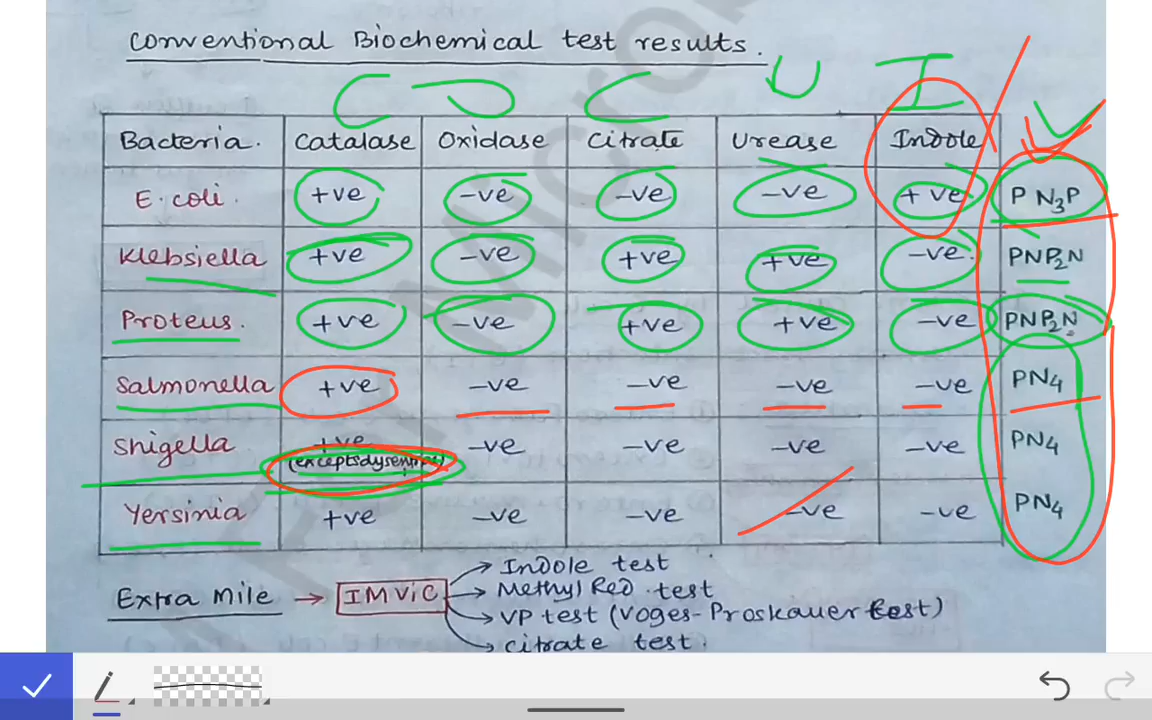 Conventional Biochemical test results.
C O C U I
Bacteria. Catalase Oxidase Citrate Urease Indole
E.coli. +ve -ve -ve -ve +ve PN3P
Klebsiella +ve -ve +ve +ve -ve. PNP2N
Proteus. +ve -ve +ve +ve -ve PNP2N
Salmonella +ve -ve -ve -ve -ve PN4
Shigella +ve -ve -ve -ve -ve PN4
Yersinia +ve -ve -ve -ve -ve PN4
Extra Mile → IMViC
→ Indole test
→ Methyl Red test
→ VP test (Voges-Proskauer test)
→ citrate test.